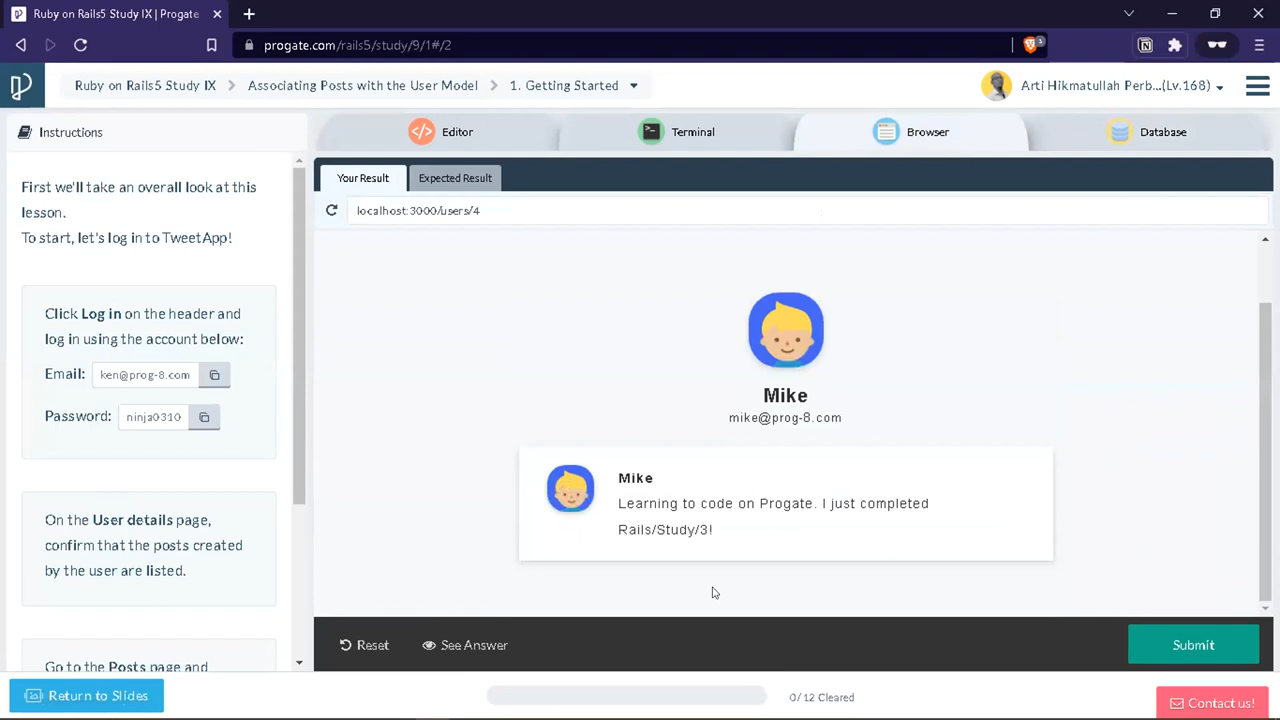 Ruby on Rails5 Study IX | Progate
progate.com/rails5/study/9/1#/2
3
Ruby on Rails5 Study IX
Associating Posts with the User Model
1. Getting Started
Arti Hikmatullah Perb...(Lv.168)
Instructions
Editor
Terminal
Browser
Database
First we'll take an overall look at this
lesson.
To start, let's log in to TweetApp!
Click Log in on the header and
log in using the account below:
Email: ken@prog-8.com
Password: ninja0310
On the User details page,
confirm that the posts created
by the user are listed.
Go to the Posts page and
Your Result
Expected Result
localhost:3000/users/4
Mike
mike@prog-8.com
Mike
Learning to code on Progate. I just completed
Rails/Study/3!
Reset
See Answer
Submit
Return to Slides
0/12 Cleared
Contact us!